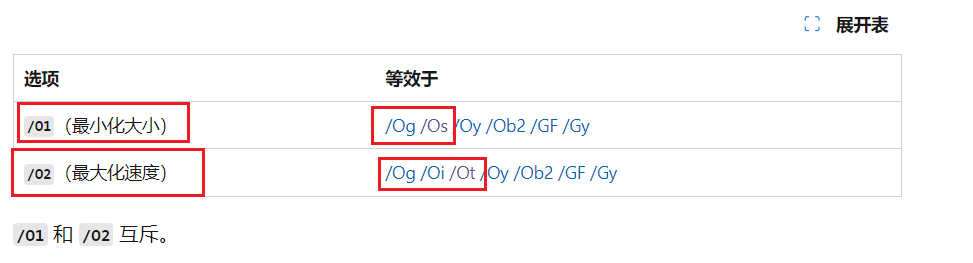 展开表
选项 等效于
/O1（最小化大小） /Og /Os /Oy /Ob2 /GF /Gy
/O2（最大化速度） /Og /Oi /Ot /Oy /Ob2 /GF /Gy
/O1 和 /O2 互斥。